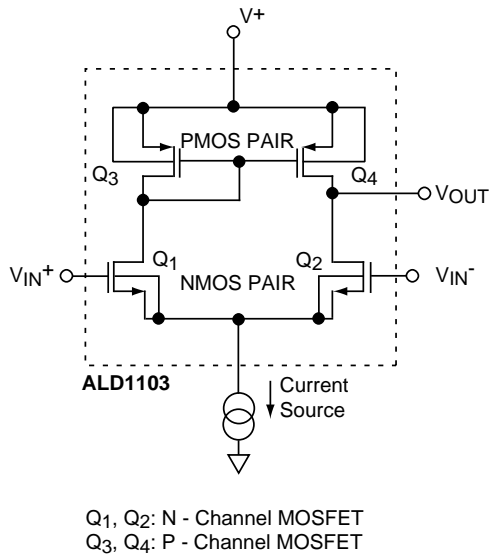 V+
PMOS PAIR
Q3
Q4
VOUT
VIN+
Q1
NMOS PAIR
Q2
VIN-
ALD1103
Current
Source
Q1, Q2: N - Channel MOSFET
Q3, Q4: P - Channel MOSFET